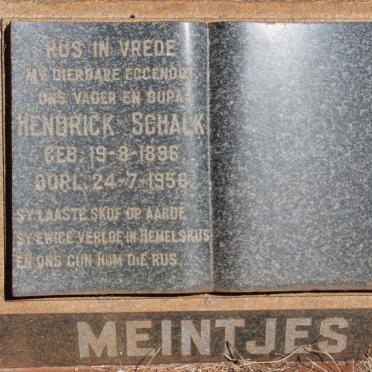 RUS IN VREDE
MY DIERBARE EGGENOOT
ONS VADER EN OUPA
HENDRICK SCHALK
GEB. 19-8-1896
OORL. 24-7-1956
SY LAASTE SKOF OP AARDE
SY EWIGE VERLOF IN HEMELSKUS
EN ONS GUN HOM DIE RUS
MEINTJES